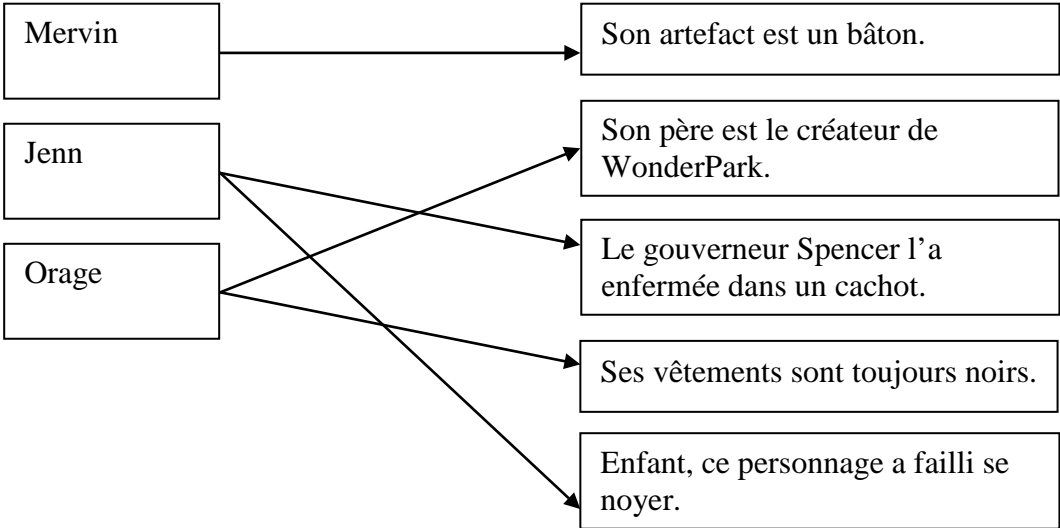 Mervin
Son artefact est un bâton.
Jenn
Son père est le créateur de
WonderPark.
Orage
Le gouverneur Spencer l’a
enfermée dans un cachot.
Ses vêtements sont toujours noirs.
Enfant, ce personnage a failli se
noyer.